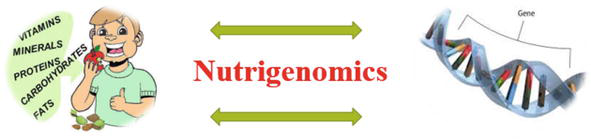 VITAMINS
MINERALS
PROTEINS
CARBOHYDRATES
FATS
Nutrigenomics
Gene